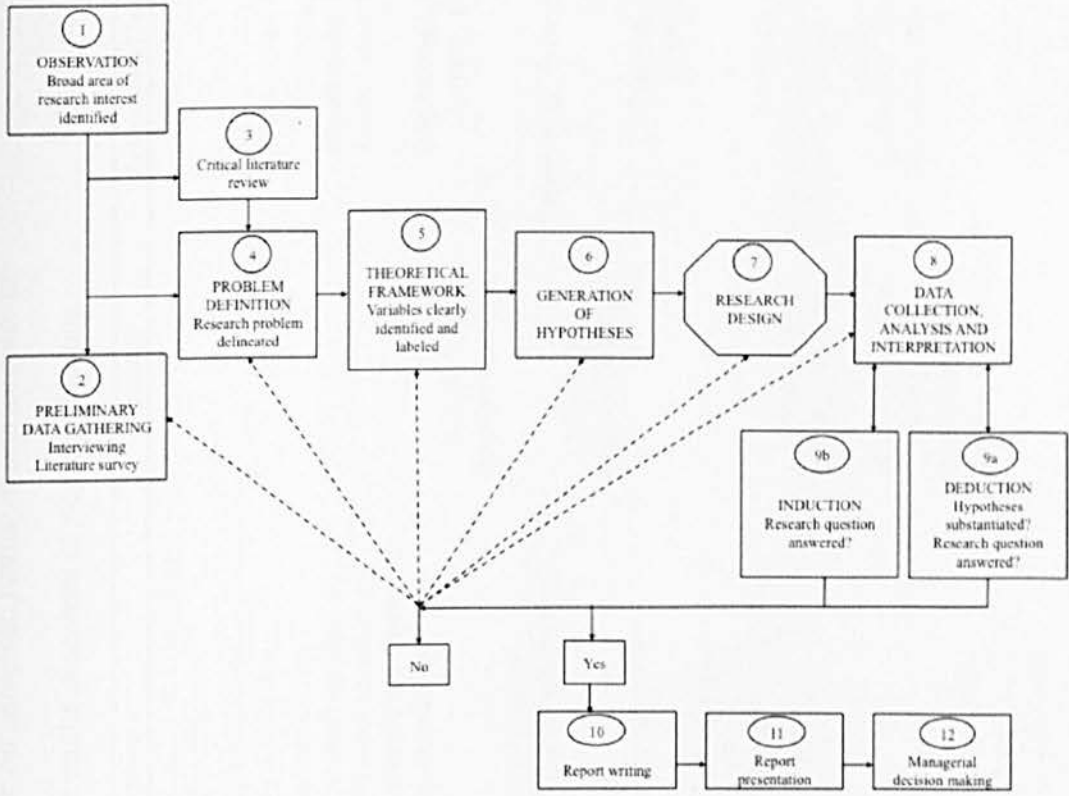 1
OBSERVATION
Broad area of
research interest
identified
2
PRELIMINARY
DATA GATHERING
Interviewing
Literature survey
3
Critical literature
review
4
PROBLEM
DEFINITION
Research problem
delineated
5
THEORETICAL
FRAMEWORK
Variables clearly
identified and
labeled
6
GENERATION
OF
HYPOTHESES
7
RESEARCH
DESIGN
8
DATA
COLLECTION,
ANALYSIS AND
INTERPRETATION
9b
INDUCTION
Research question
answered?
9a
DEDUCTION
Hypotheses
substantiated?
Research question
answered?
No
Yes
10
Report writing
11
Report
presentation
12
Managerial
decision making